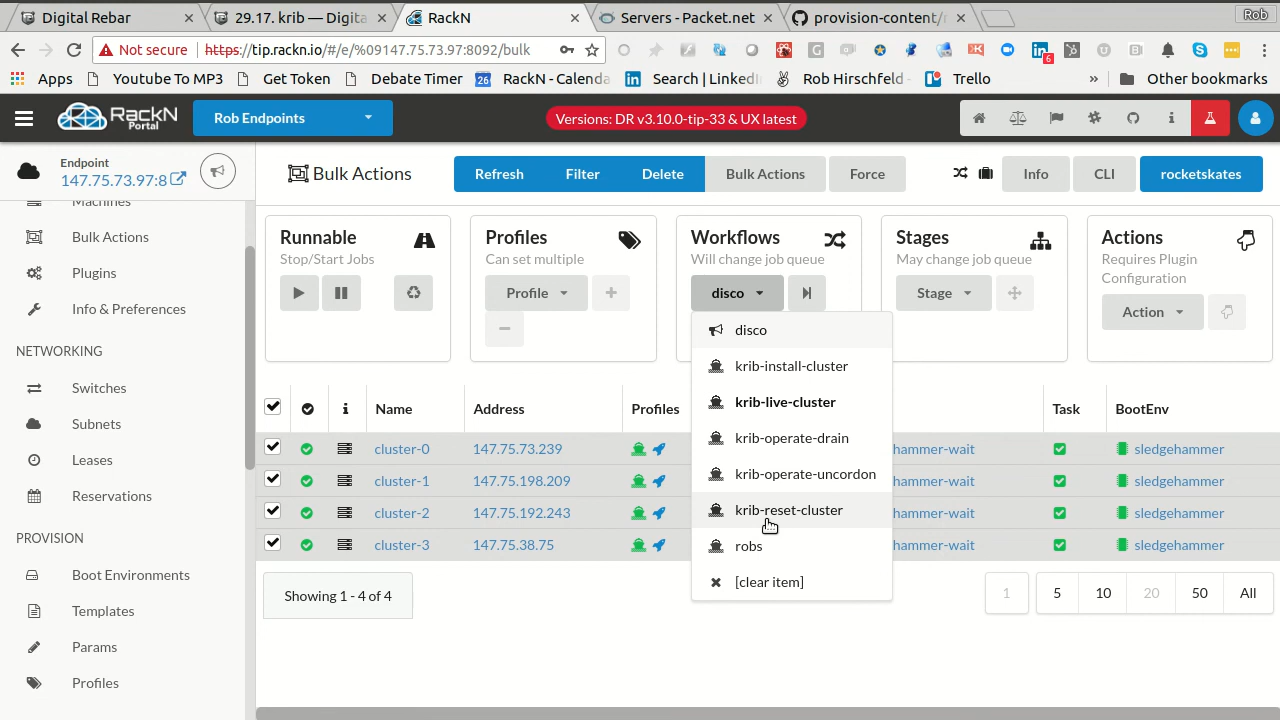 Digital Rebar
29.17. krib — Digita
RackN
Servers - Packet.net
provision-content/
Rob
Not secure
https://tip.rackn.io/#/e/%09147.75.73.97:8092/bulk
6
Apps
Youtube To MP3
Get Token
Debate Timer
26
RackN - Calenda
Search | Linked
Rob Hirschfeld -
Trello
»
Other bookmarks
RackN
Portal
Rob Endpoints
Versions: DR v3.10.0-tip-33 & UX latest
Endpoint
147.75.73.97:8
Machines
Bulk Actions
Plugins
Info & Preferences
NETWORKING
Switches
Subnets
Leases
Reservations
PROVISION
Boot Environments
Templates
Params
Profiles
Bulk Actions
Refresh
Filter
Delete
Bulk Actions
Force
Info
CLI
rocketskates
Runnable
Stop/Start Jobs
Profiles
Can set multiple
Profile
Workflows
Will change job queue
disco
Stages
May change job queue
Stage
Actions
Requires Plugin
Configuration
Action
disco
krib-install-cluster
krib-live-cluster
krib-operate-drain
krib-operate-uncordon
krib-reset-cluster
robs
[clear item]
Name Address Profiles Task BootEnv
cluster-0 147.75.73.239 hammer-wait sledgehammer
cluster-1 147.75.198.209 hammer-wait sledgehammer
cluster-2 147.75.192.243 hammer-wait sledgehammer
cluster-3 147.75.38.75 hammer-wait sledgehammer
Showing 1 - 4 of 4
1 5 10 20 50 All